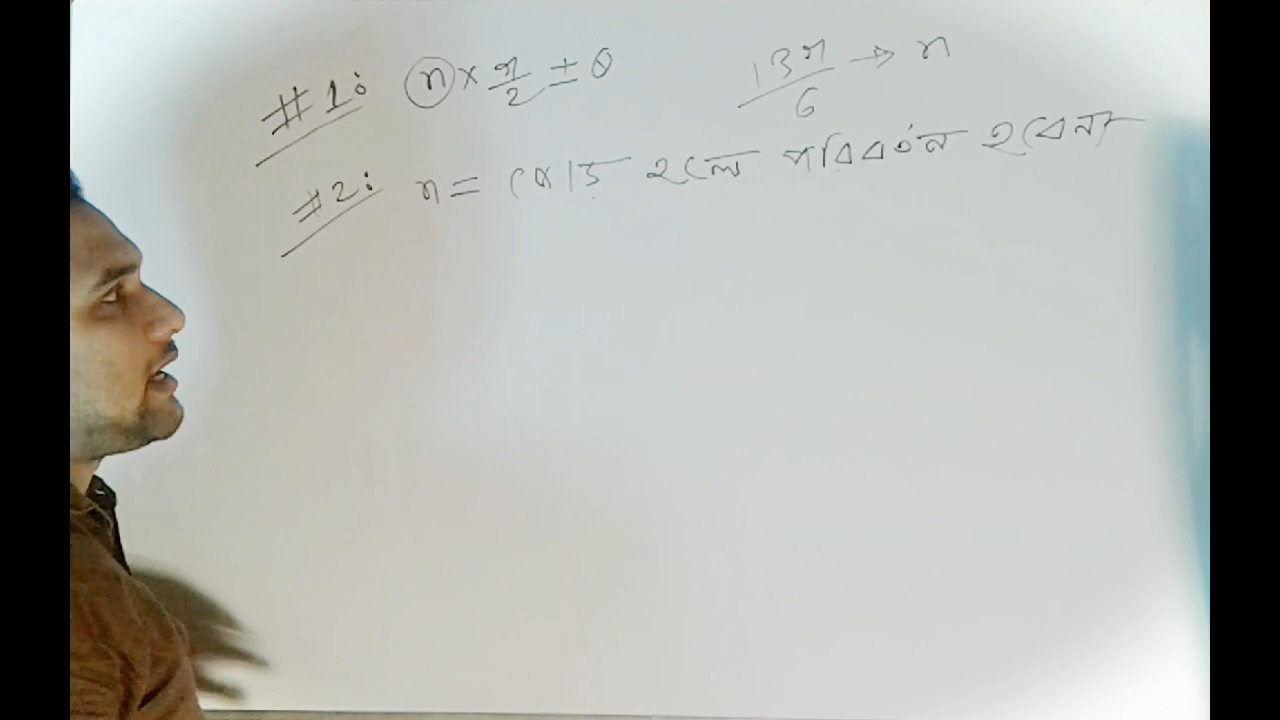 #1: n × π/2 ± θ 13π/6 → n
#2: n = জোড় হলে পরিবর্তন হবেনা